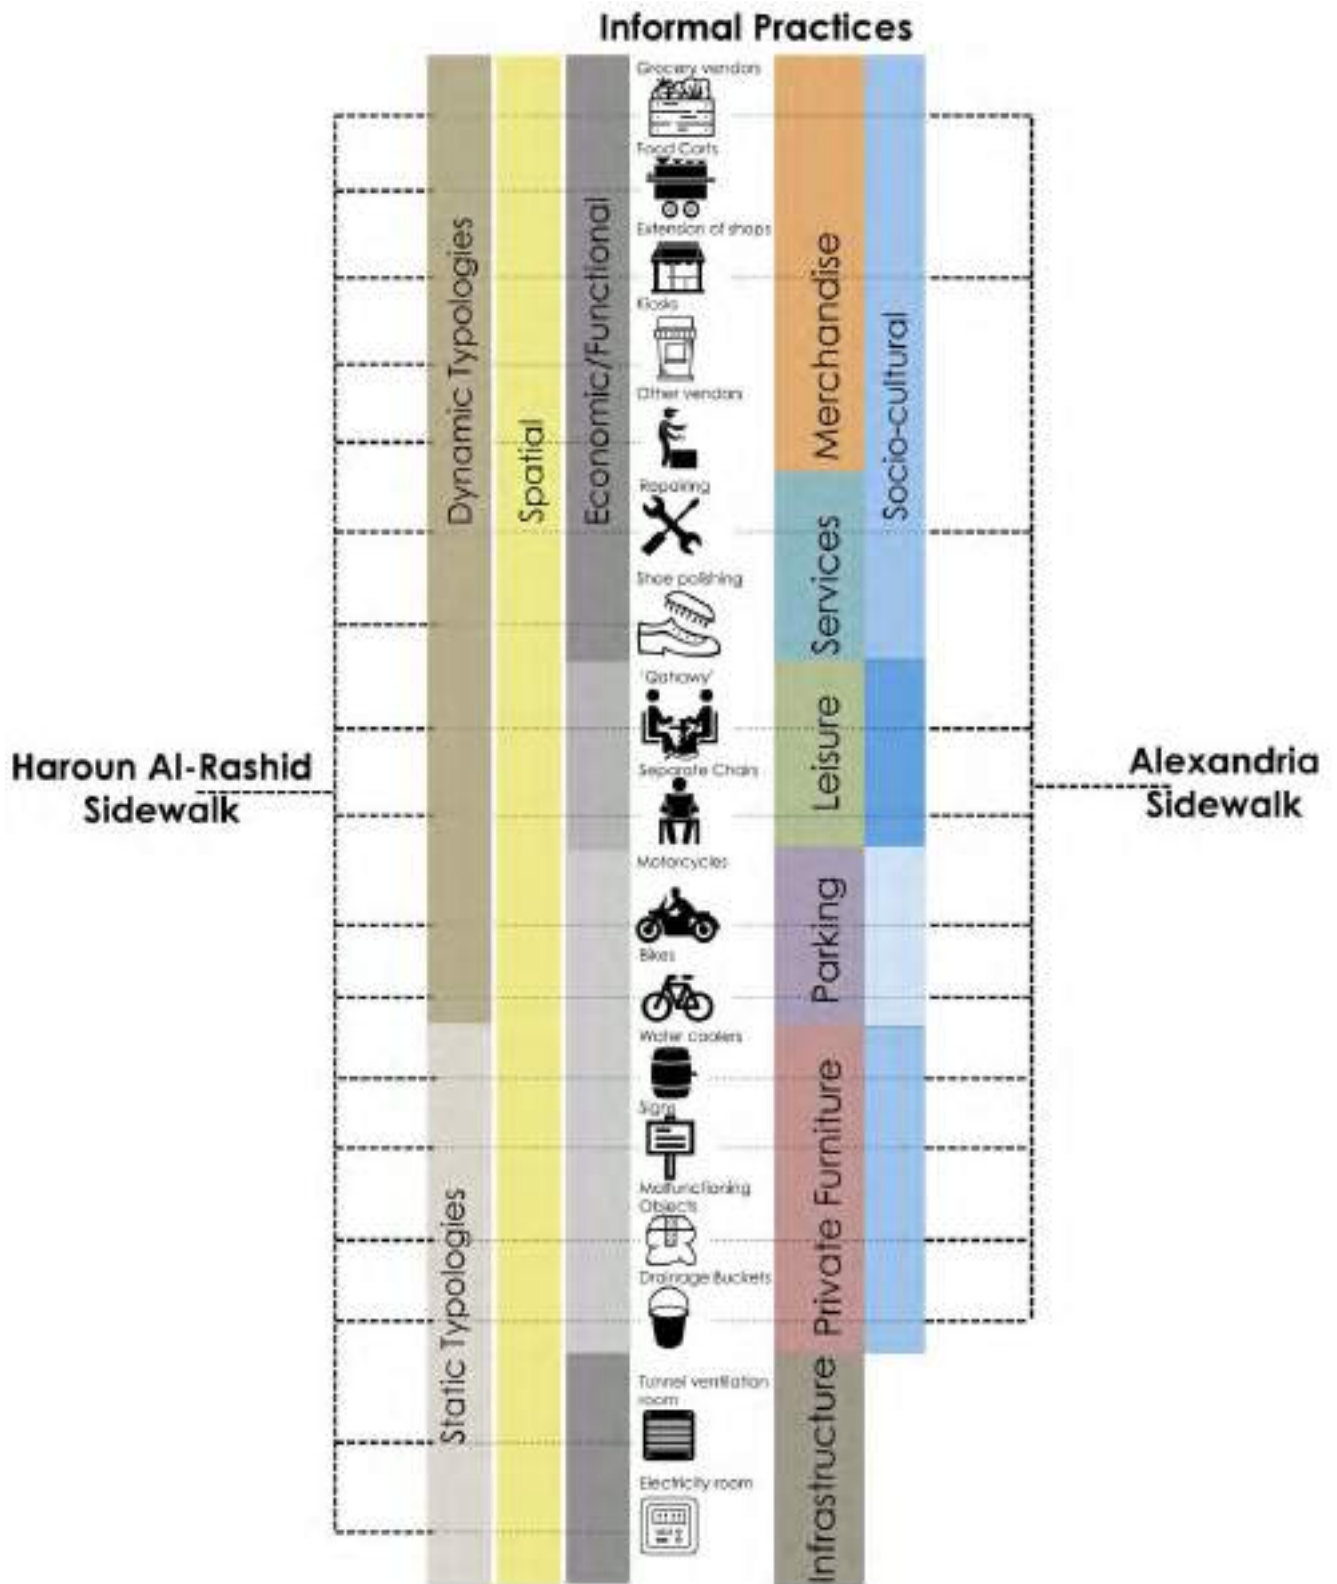 Informal Practices
Grocery vendors
Food Carts
Extension of shops
Kiosks
Other vendors
Repairing
Shoe polishing
'Qahawy'
Separate Chairs
Motorcycles
Bikes
Water coolers
Signs
Malfunctioning
Objects
Drainage Buckets
Tunnel ventilation
room
Electricity room
Haroun Al-Rashid
Sidewalk
Dynamic Typologies
Static Typologies
Spatial
Economic/Functional
Merchandise
Services
Leisure
Parking
Private Furniture
Infrastructure
Socio-cultural
Alexandria
Sidewalk